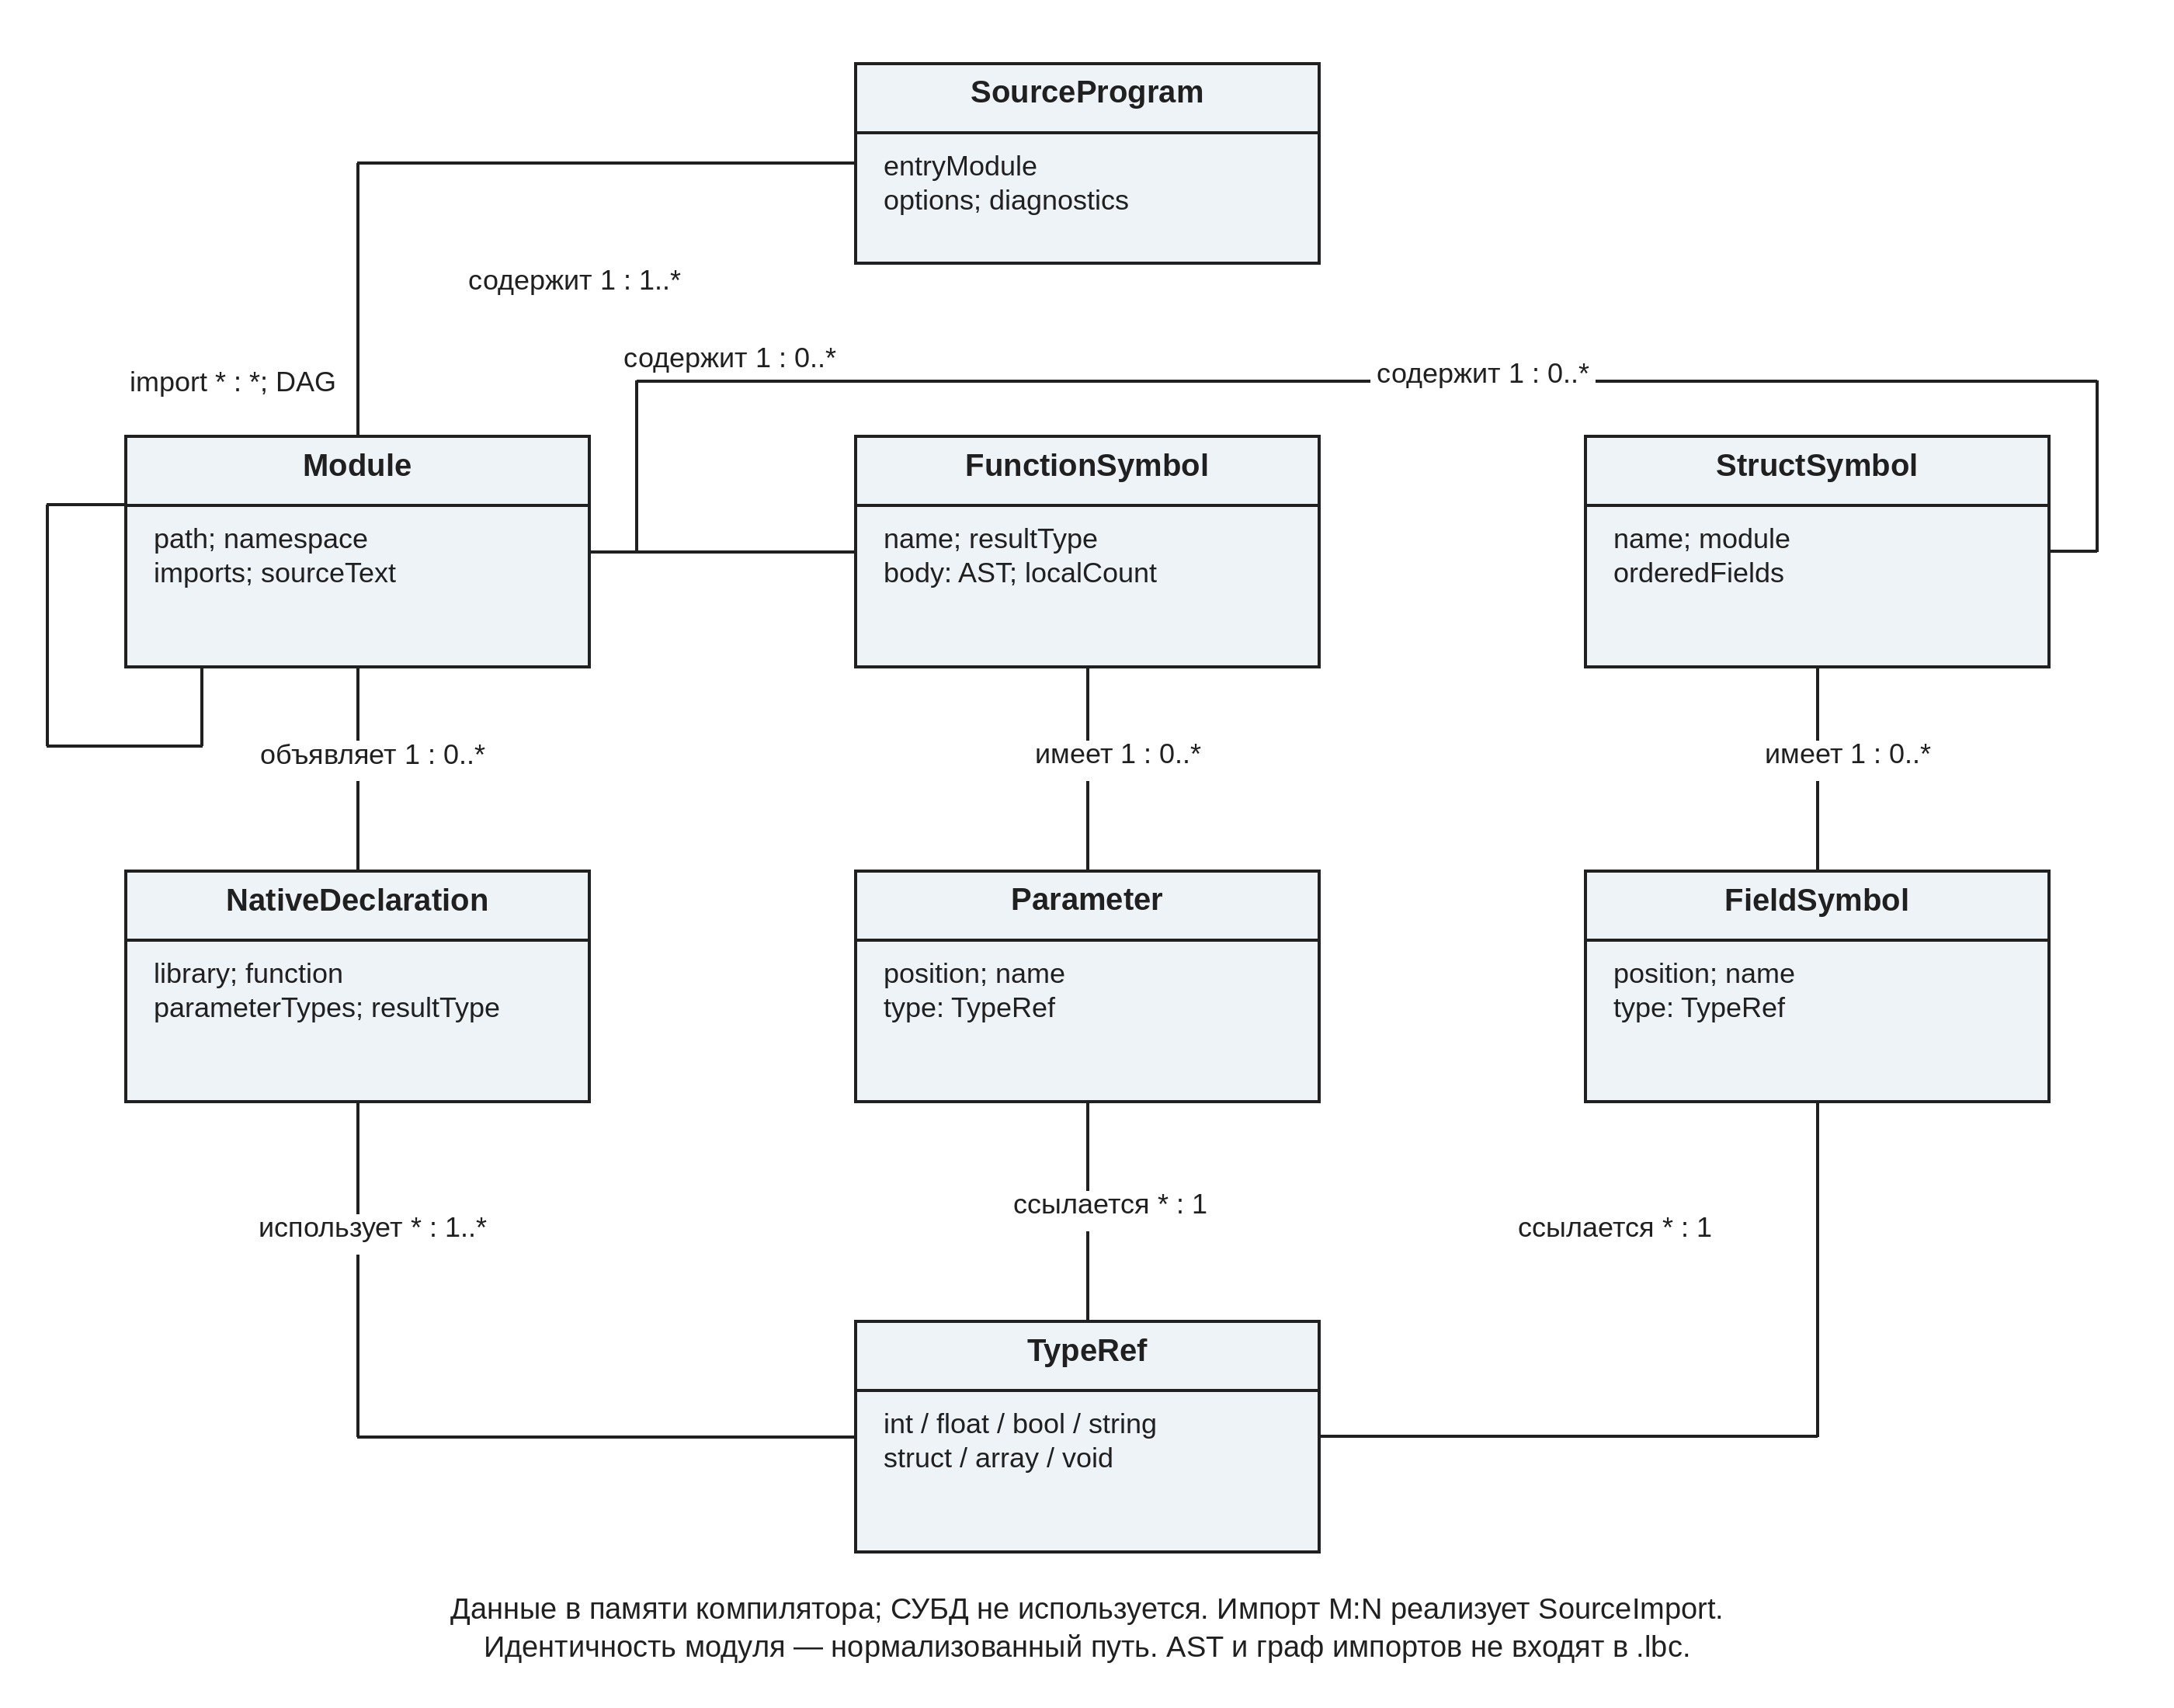 SourceProgram
entryModule
options; diagnostics
содержит 1 : 1..*
содержит 1 : 0..*
содержит 1 : 0..*
import * : *; DAG
Module
path; namespace
imports; sourceText
FunctionSymbol
name; resultType
body: AST; localCount
StructSymbol
name; module
orderedFields
объявляет 1 : 0..*
имеет 1 : 0..*
имеет 1 : 0..*
NativeDeclaration
library; function
parameterTypes; resultType
Parameter
position; name
type: TypeRef
FieldSymbol
position; name
type: TypeRef
использует * : 1..*
ссылается * : 1
ссылается * : 1
TypeRef
int / float / bool / string
struct / array / void
Данные в памяти компилятора; СУБД не используется. Импорт M:N реализует SourceImport.
Идентичность модуля — нормализованный путь. AST и граф импортов не входят в .lbc.